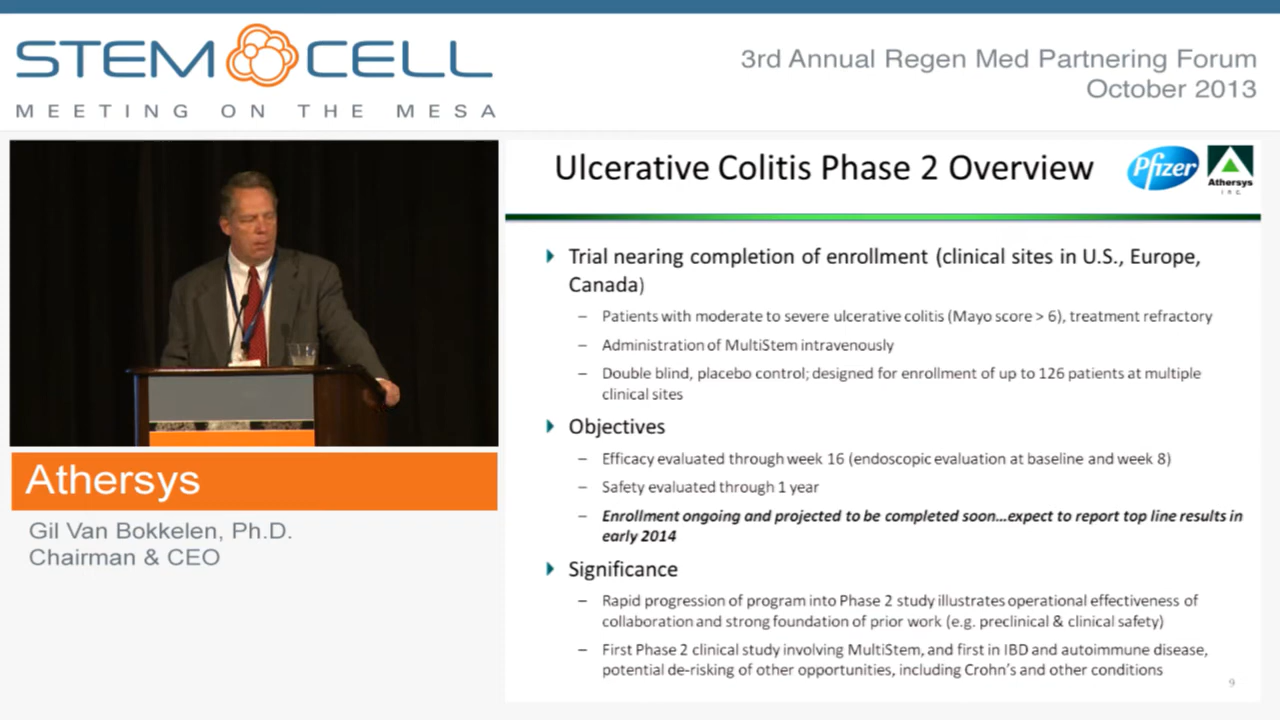 STEM CELL
MEETING ON THE MESA
3rd Annual Regen Med Partnering Forum
October 2013
Ulcerative Colitis Phase 2 Overview
Pfizer
Athersys
INC.
Trial nearing completion of enrollment (clinical sites in U.S., Europe,
Canada)
– Patients with moderate to severe ulcerative colitis (Mayo score > 6), treatment refractory
– Administration of MultiStem intravenously
– Double blind, placebo control; designed for enrollment of up to 126 patients at multiple
clinical sites
Objectives
– Efficacy evaluated through week 16 (endoscopic evaluation at baseline and week 8)
– Safety evaluated through 1 year
– Enrollment ongoing and projected to be completed soon...expect to report top line results in
early 2014
Significance
– Rapid progression of program into Phase 2 study illustrates operational effectiveness of
collaboration and strong foundation of prior work (e.g. preclinical & clinical safety)
– First Phase 2 clinical study involving MultiStem, and first in IBD and autoimmune disease,
potential de-risking of other opportunities, including Crohn's and other conditions
9
Athersys
Gil Van Bokkelen, Ph.D.
Chairman & CEO